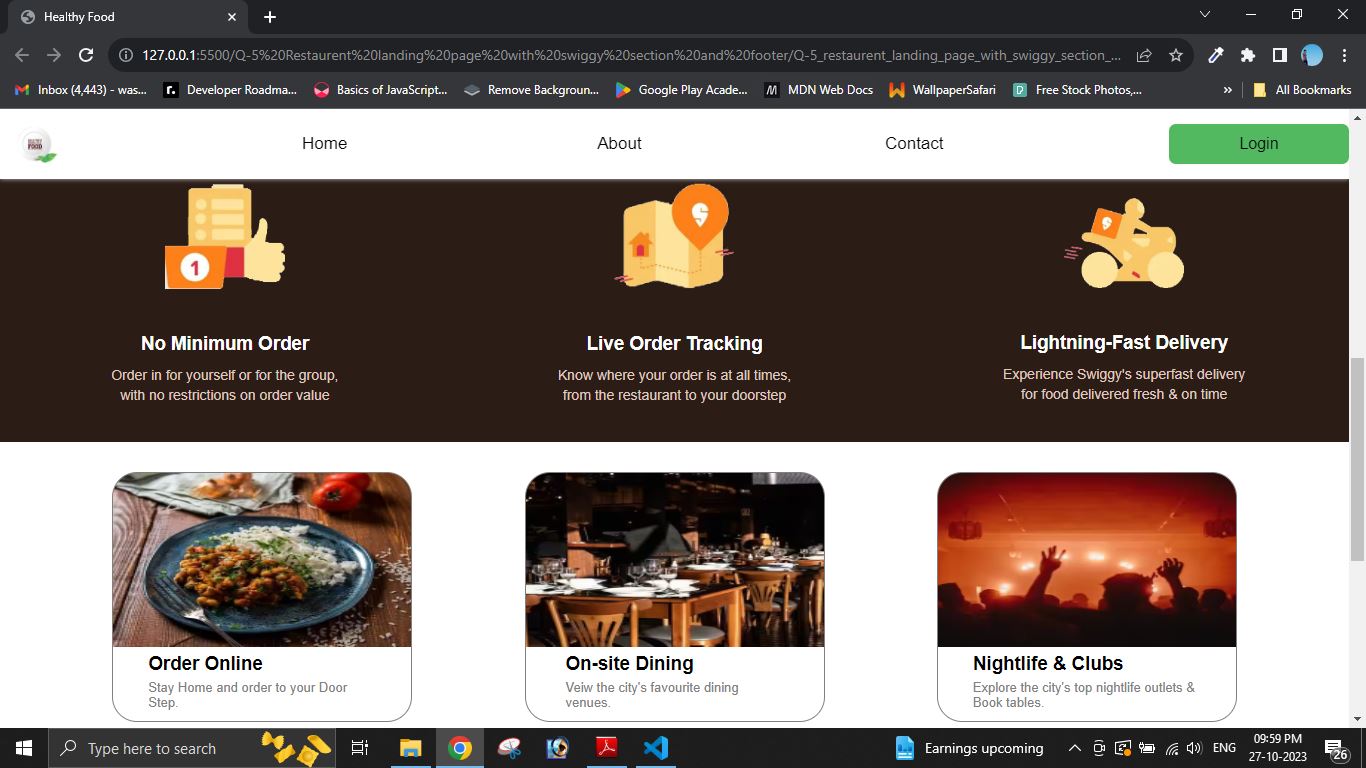 Healthy Food
127.0.0.1:5500/Q-5%20Restaurent%20landing%20page%20with%20swiggy%20section%20and%20footer/Q-5_restaurent_landing_page_with_swiggy_section_...
Inbox (4,443) - was...
Developer Roadma...
Basics of JavaScript...
Remove Backgroun...
Google Play Acade...
MDN Web Docs
WallpaperSafari
Free Stock Photos,...
»
All Bookmarks
HEALTHY
FOOD
Home
About
Contact
Login
1
No Minimum Order
Order in for yourself or for the group,
with no restrictions on order value
Live Order Tracking
Know where your order is at all times,
from the restaurant to your doorstep
Lightning-Fast Delivery
Experience Swiggy's superfast delivery
for food delivered fresh & on time
Order Online
Stay Home and order to your Door
Step.
On-site Dining
Veiw the city's favourite dining
venues.
Nightlife & Clubs
Explore the city's top nightlife outlets &
Book tables.
Type here to search
Earnings upcoming
ENG
09:59 PM
27-10-2023
26